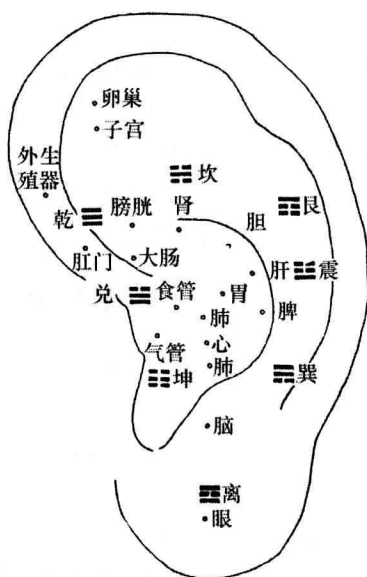 卵巢
子宫
外生
殖器
坎
艮
乾
膀胱
肾
胆
肛门
大肠
肝
震
兑
食管
胃
肺
脾
心
气管
肺
坤
巽
脑
离
眼